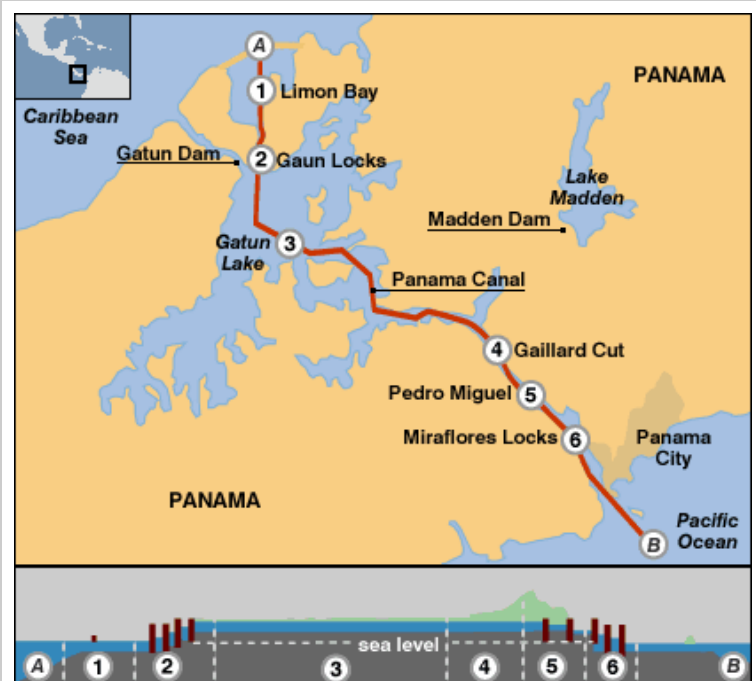 A
PANAMA
1 Limon Bay
Caribbean
Sea
Gatun Dam
2 Gaun Locks
Lake
Madden
Madden Dam
Gatun
Lake
3
Panama Canal
4 Gaillard Cut
Pedro Miguel 5
Miraflores Locks 6
Panama
City
PANAMA
Pacific
Ocean
B
sea level
A 1 2 3 4 5 6 B